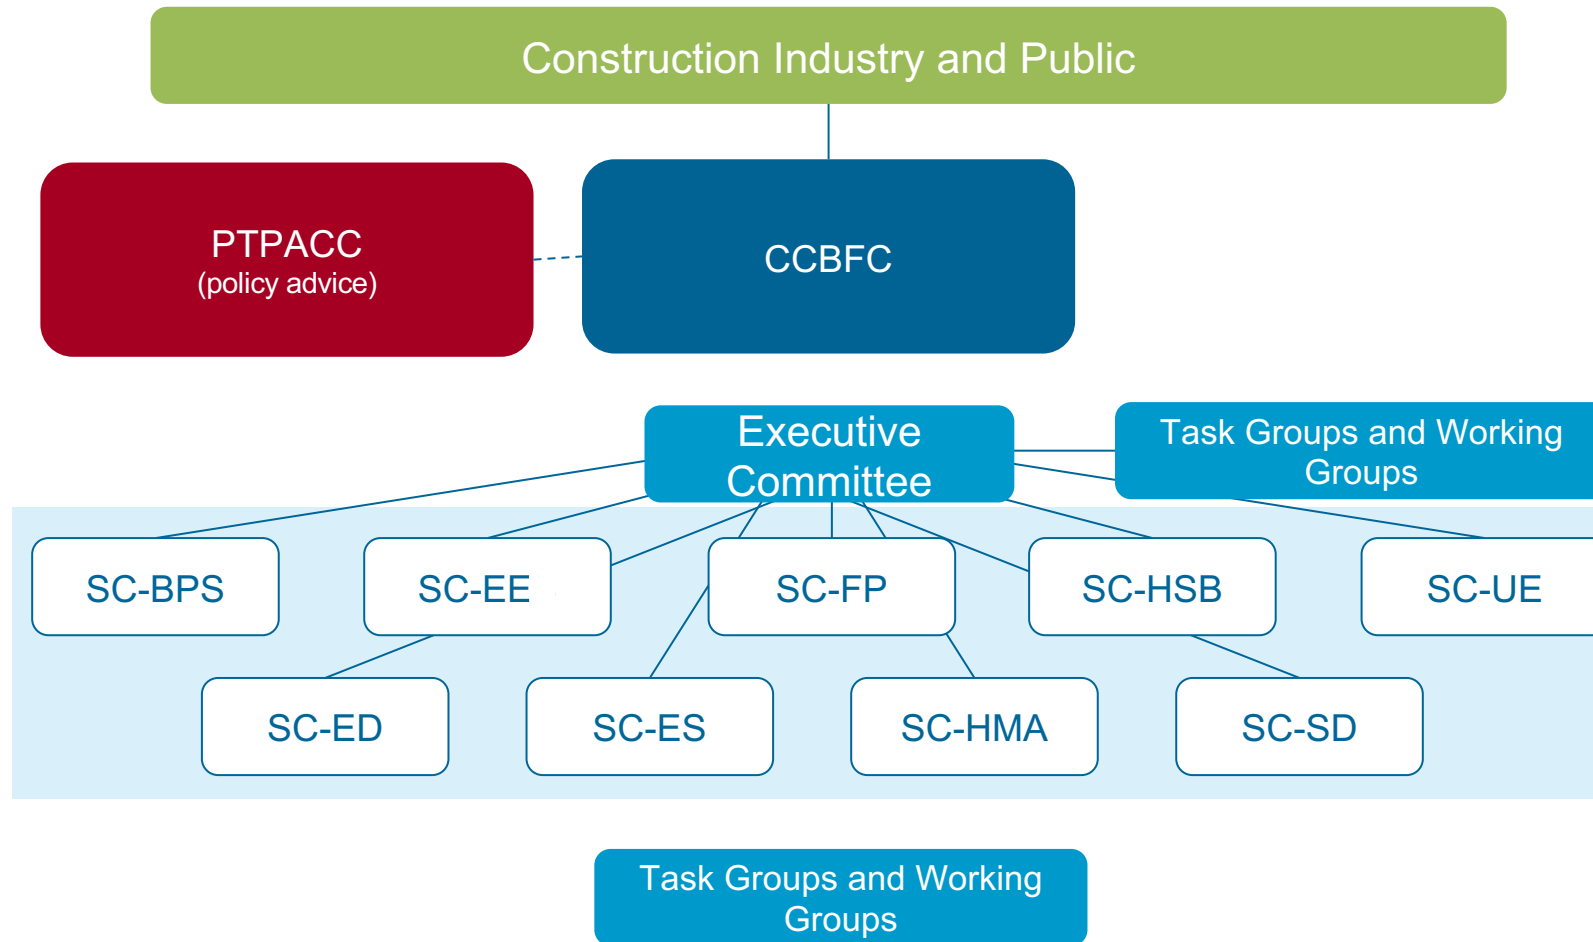 Construction Industry and Public
PTPACC
(policy advice)
CCBFC
Executive
Committee
Task Groups and Working
Groups
SC-BPS
SC-EE
SC-FP
SC-HSB
SC-UE
SC-ED
SC-ES
SC-HMA
SC-SD
Task Groups and Working
Groups